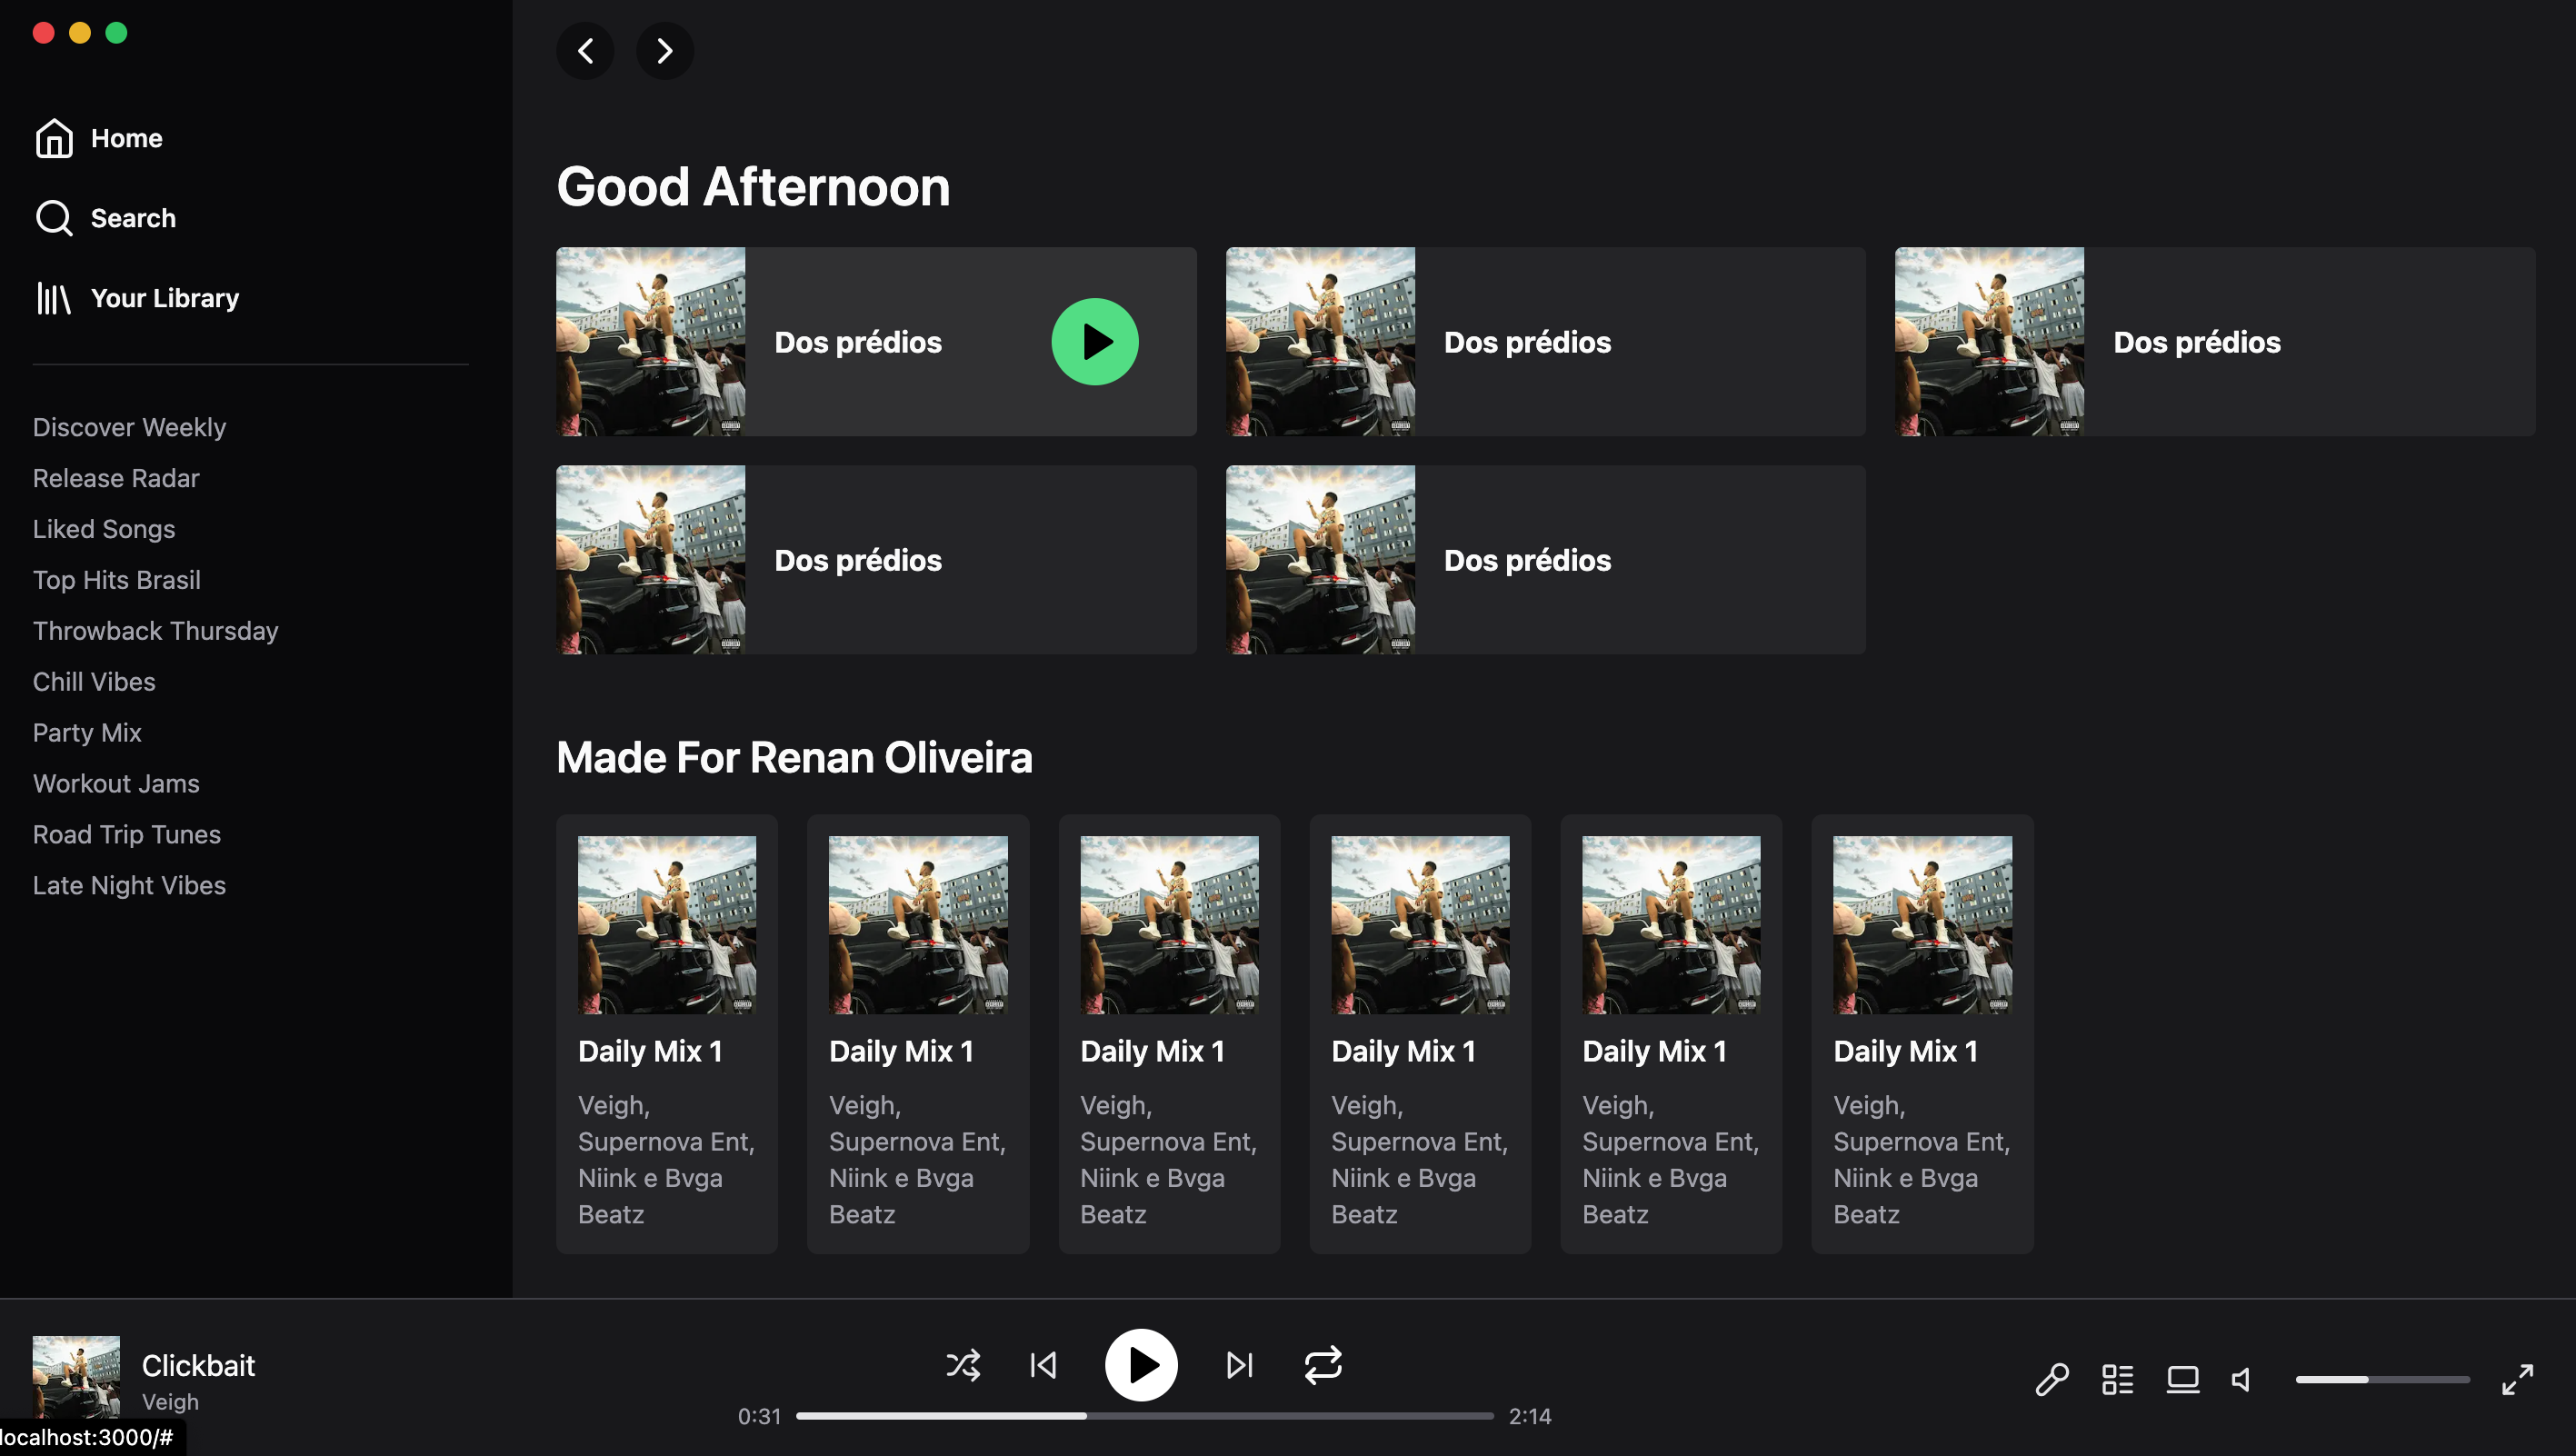 Home
Search
Your Library
Discover Weekly
Release Radar
Liked Songs
Top Hits Brasil
Throwback Thursday
Chill Vibes
Party Mix
Workout Jams
Road Trip Tunes
Late Night Vibes
Good Afternoon
Dos prédios
Dos prédios
Dos prédios
Dos prédios
Dos prédios
Made For Renan Oliveira
Daily Mix 1
Veigh,
Supernova Ent,
Niink e Bvga
Beatz
Daily Mix 1
Veigh,
Supernova Ent,
Niink e Bvga
Beatz
Daily Mix 1
Veigh,
Supernova Ent,
Niink e Bvga
Beatz
Daily Mix 1
Veigh,
Supernova Ent,
Niink e Bvga
Beatz
Daily Mix 1
Veigh,
Supernova Ent,
Niink e Bvga
Beatz
Daily Mix 1
Veigh,
Supernova Ent,
Niink e Bvga
Beatz
Clickbait
Veigh
0:31
2:14
localhost:3000/#